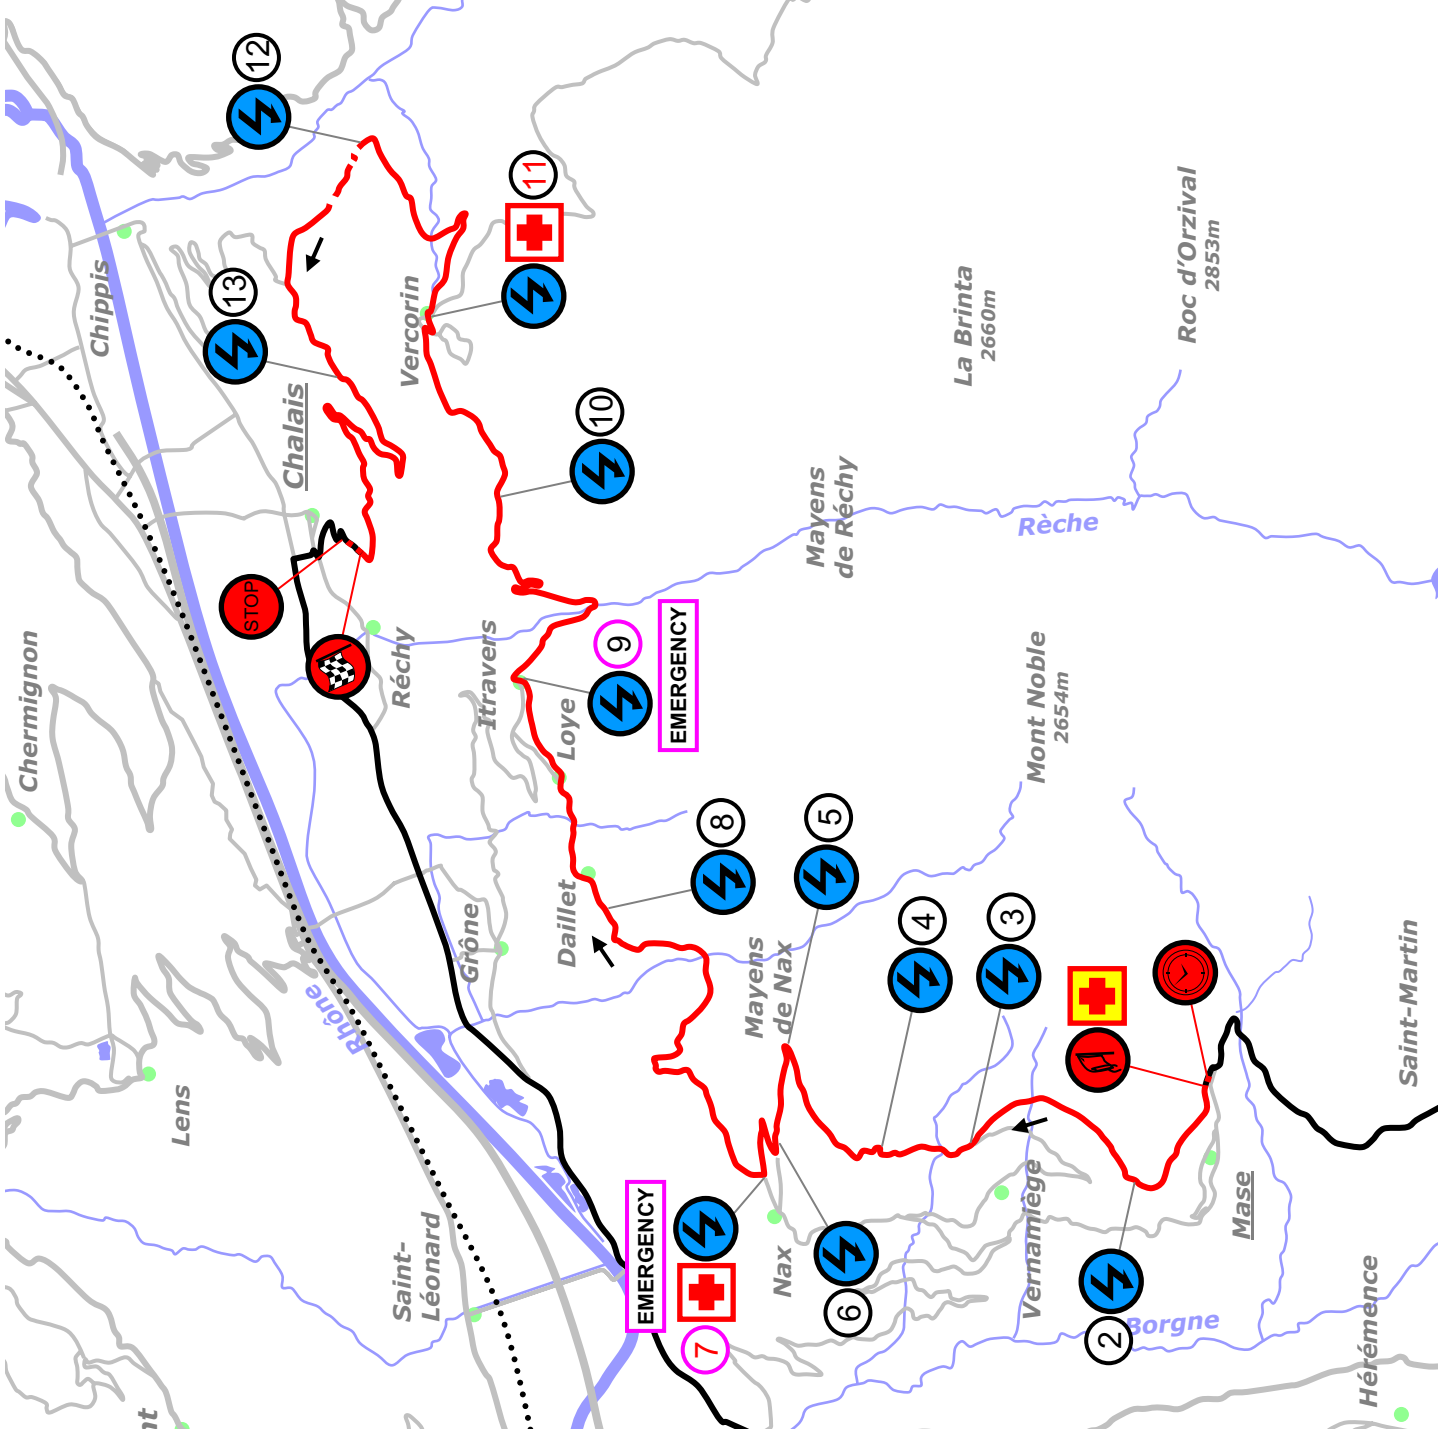 12
11
13
Chippis
Vercorin
Chalais
Roc d'Orzival
2853m
La Brinta
2660m
10
Mayens
de Réchy
Rèche
STOP
Chermignon
Réchy
Itravers
Loye
9
EMERGENCY
Mont Noble
2654m
8
5
4
3
Daillet
Grône
Mayens
de Nax
Rhône
Lens
Saint-Martin
Saint-
Léonard
EMERGENCY
7
Nax
6
Vernamiège
Mase
2
Borgne
Hérémence
nt